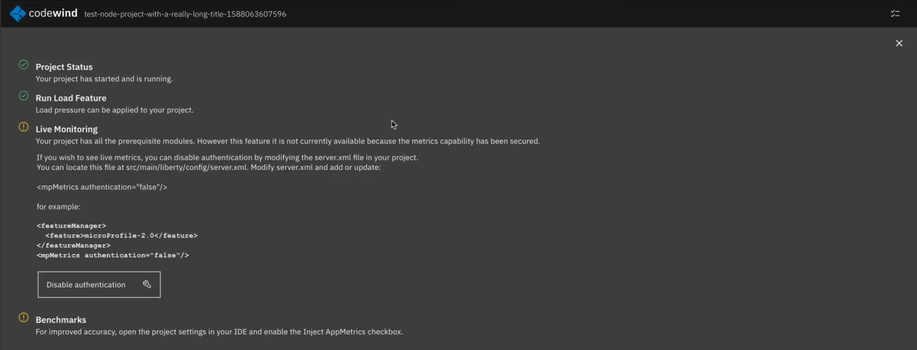 codewind test-node-project-with-a-really-long-title-1588063607596
Project Status
Your project has started and is running.
Run Load Feature
Load pressure can be applied to your project.
Live Monitoring
Your project has all the prerequisite modules. However this feature it is not currently available because the metrics capability has been secured.
If you wish to see live metrics, you can disable authentication by modifying the server.xml file in your project.
You can locate this file at src/main/liberty/config/server.xml. Modify server.xml and add or update:
<mpMetrics authentication="false"/>
for example:
<featureManager>
<feature>microProfile-2.0</feature>
</featureManager>
<mpMetrics authentication="false"/>
Disable authentication
Benchmarks
For improved accuracy, open the project settings in your IDE and enable the Inject AppMetrics checkbox.